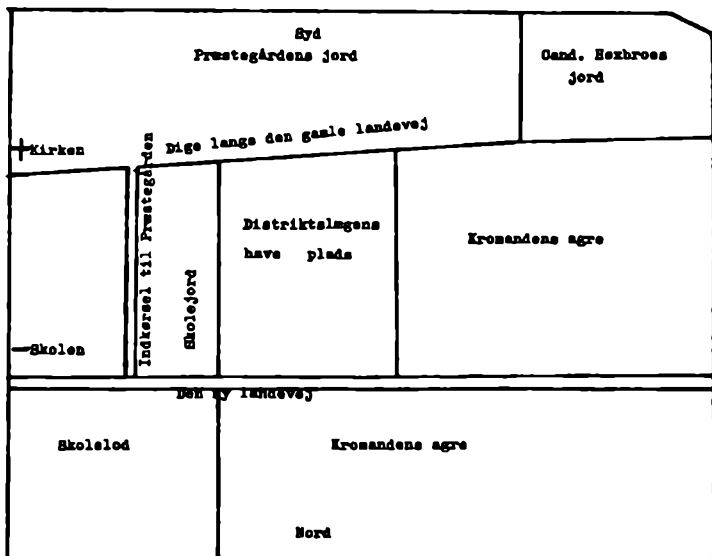 Syd
Præstegårdens jord
Cand. Hexbroes
jord
Dige langs den gamle landevej
Kirken
Indkørsel til Præstegården
Skolejord
Distriktslægens
have plads
Kromandens agre
Skolen
Den ny landevej
Skolelod
Kromandens agre
Nord